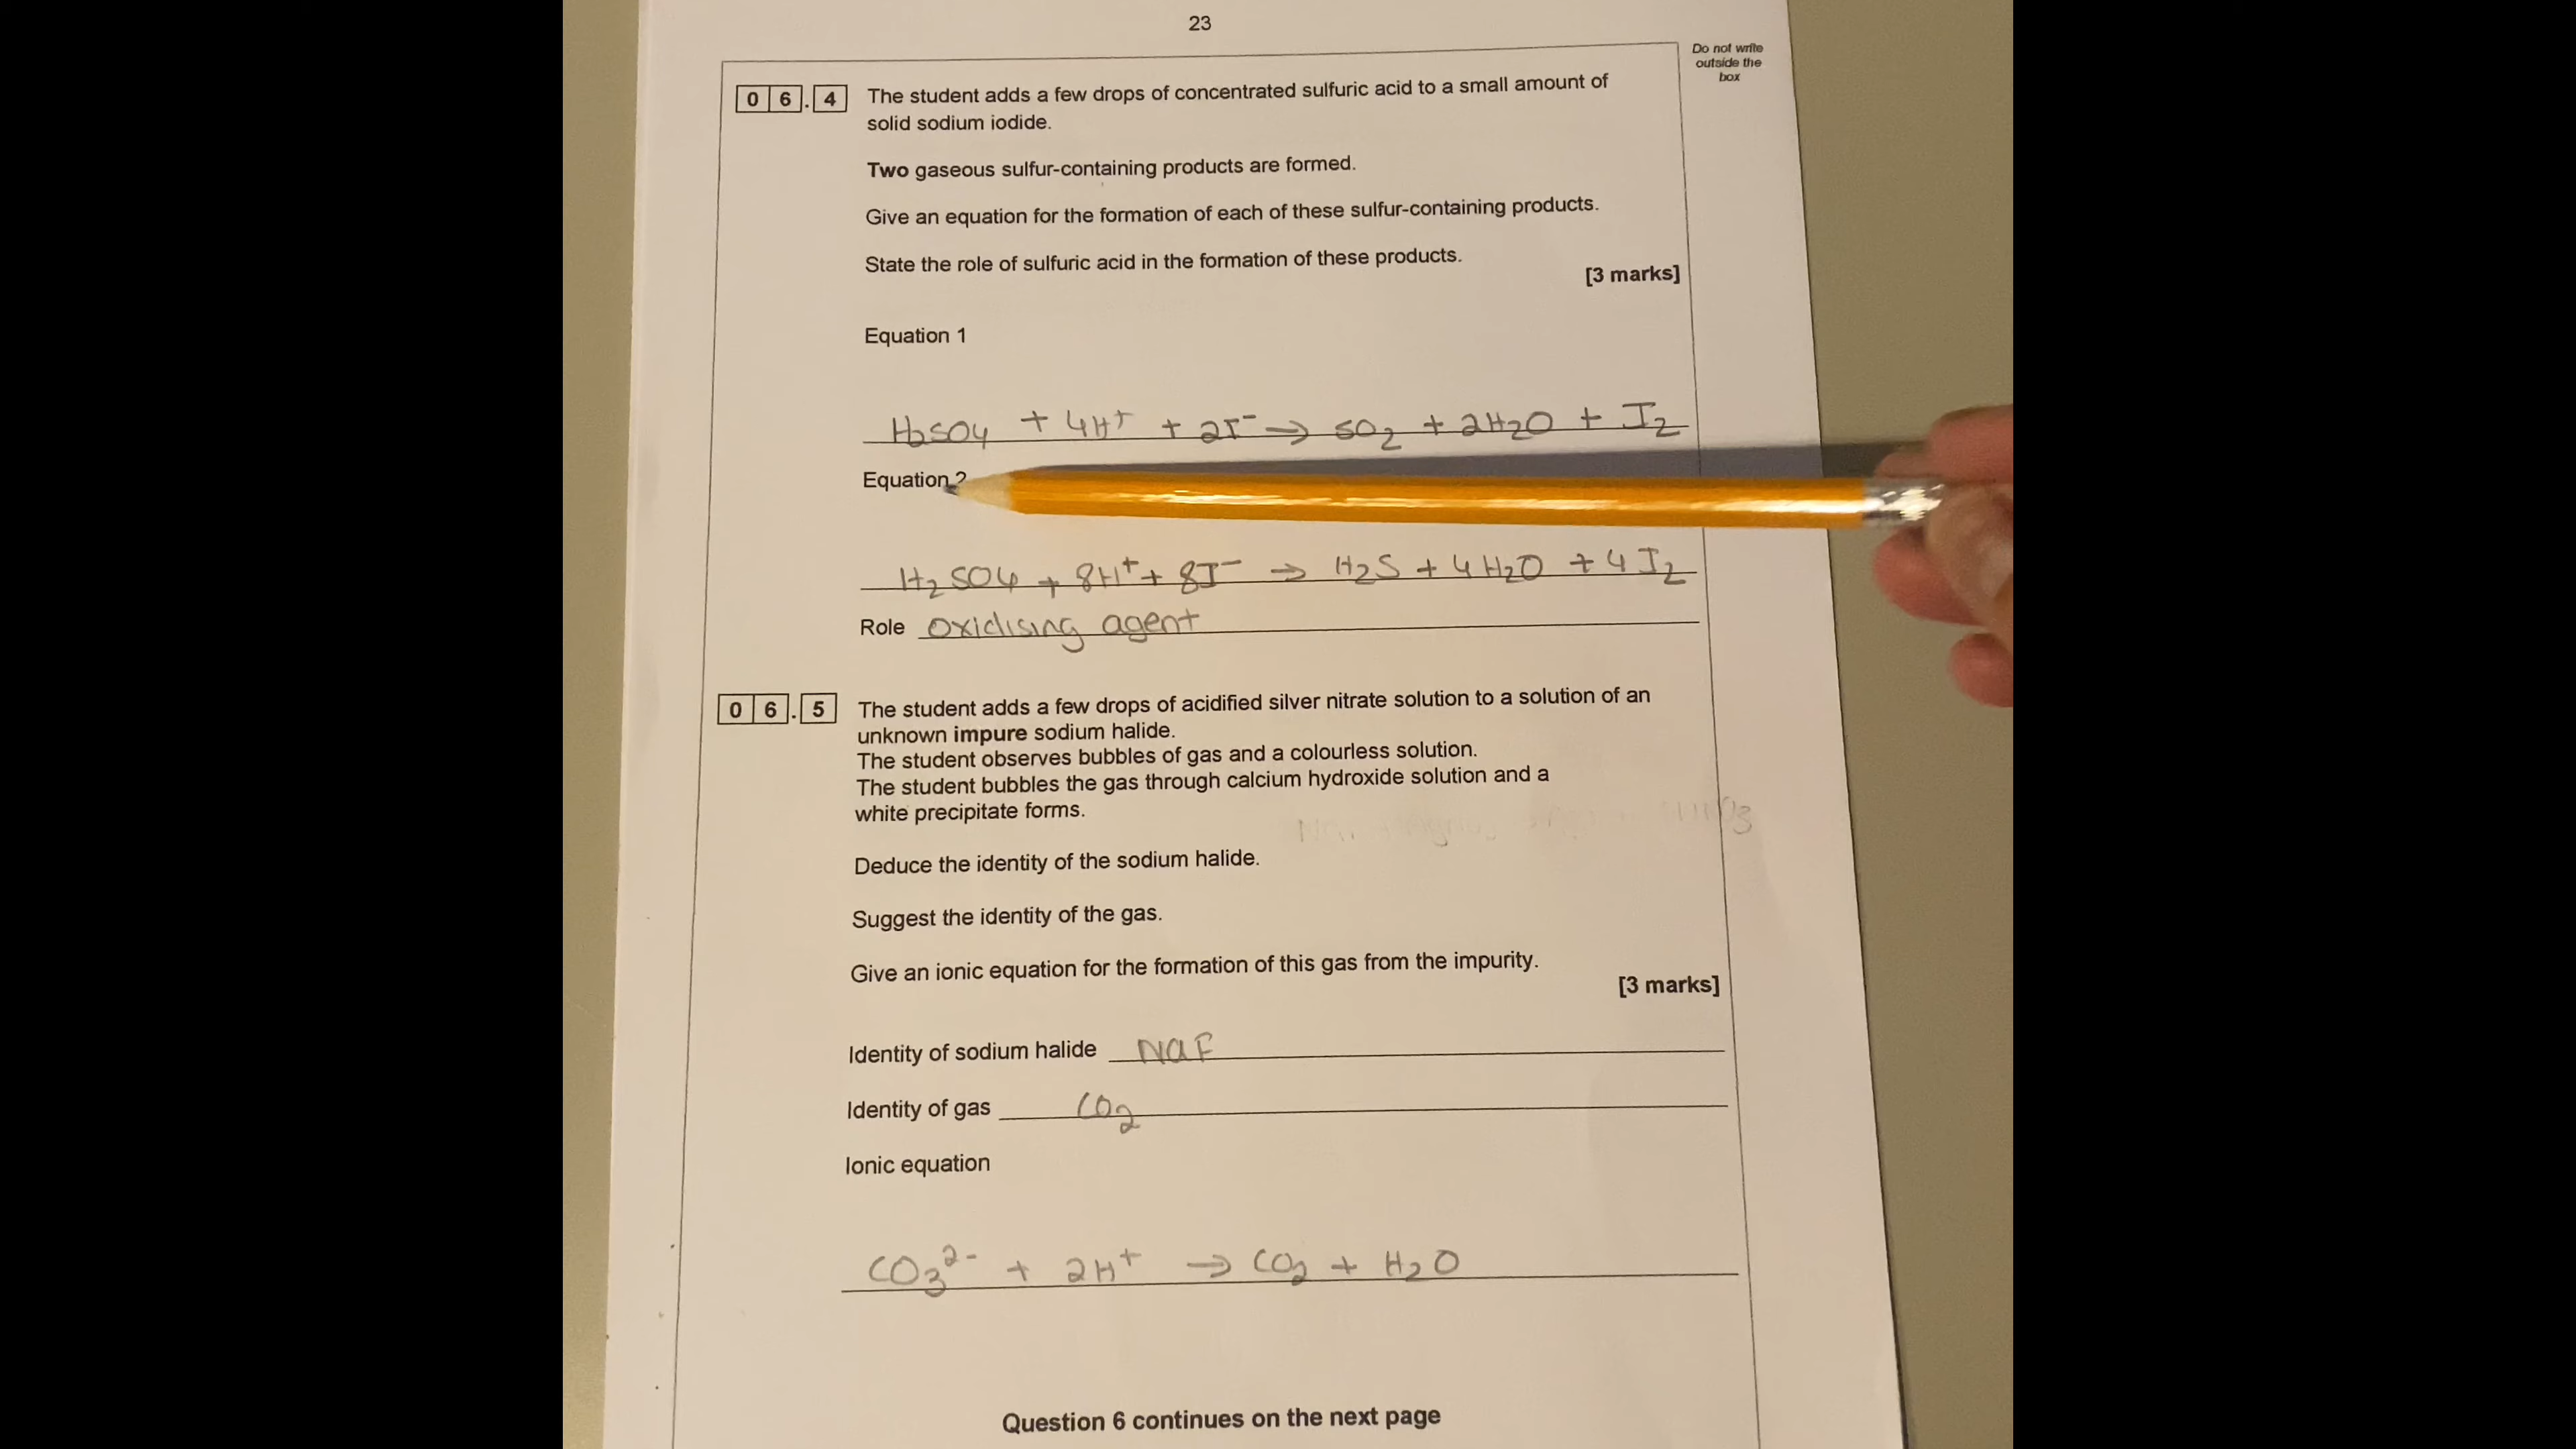 23
Do not write
outside the
box
0 6 . 4 The student adds a few drops of concentrated sulfuric acid to a small amount of
solid sodium iodide.
Two gaseous sulfur-containing products are formed.
Give an equation for the formation of each of these sulfur-containing products.
State the role of sulfuric acid in the formation of these products.
[3 marks]
Equation 1
H₂SO₄ + 4H⁺ + 2I⁻ → SO₂ + 2H₂O + I₂
Equation 2
H₂SO₄ + 8H⁺ + 8I⁻ → H₂S + 4H₂O + 4I₂
Role oxidising agent
0 6 . 5 The student adds a few drops of acidified silver nitrate solution to a solution of an
unknown impure sodium halide.
The student observes bubbles of gas and a colourless solution.
The student bubbles the gas through calcium hydroxide solution and a
white precipitate forms.
Deduce the identity of the sodium halide.
Suggest the identity of the gas.
Give an ionic equation for the formation of this gas from the impurity.
[3 marks]
Identity of sodium halide NaF
Identity of gas CO₂
Ionic equation
CO₃²⁻ + 2H⁺ → CO₂ + H₂O
Question 6 continues on the next page